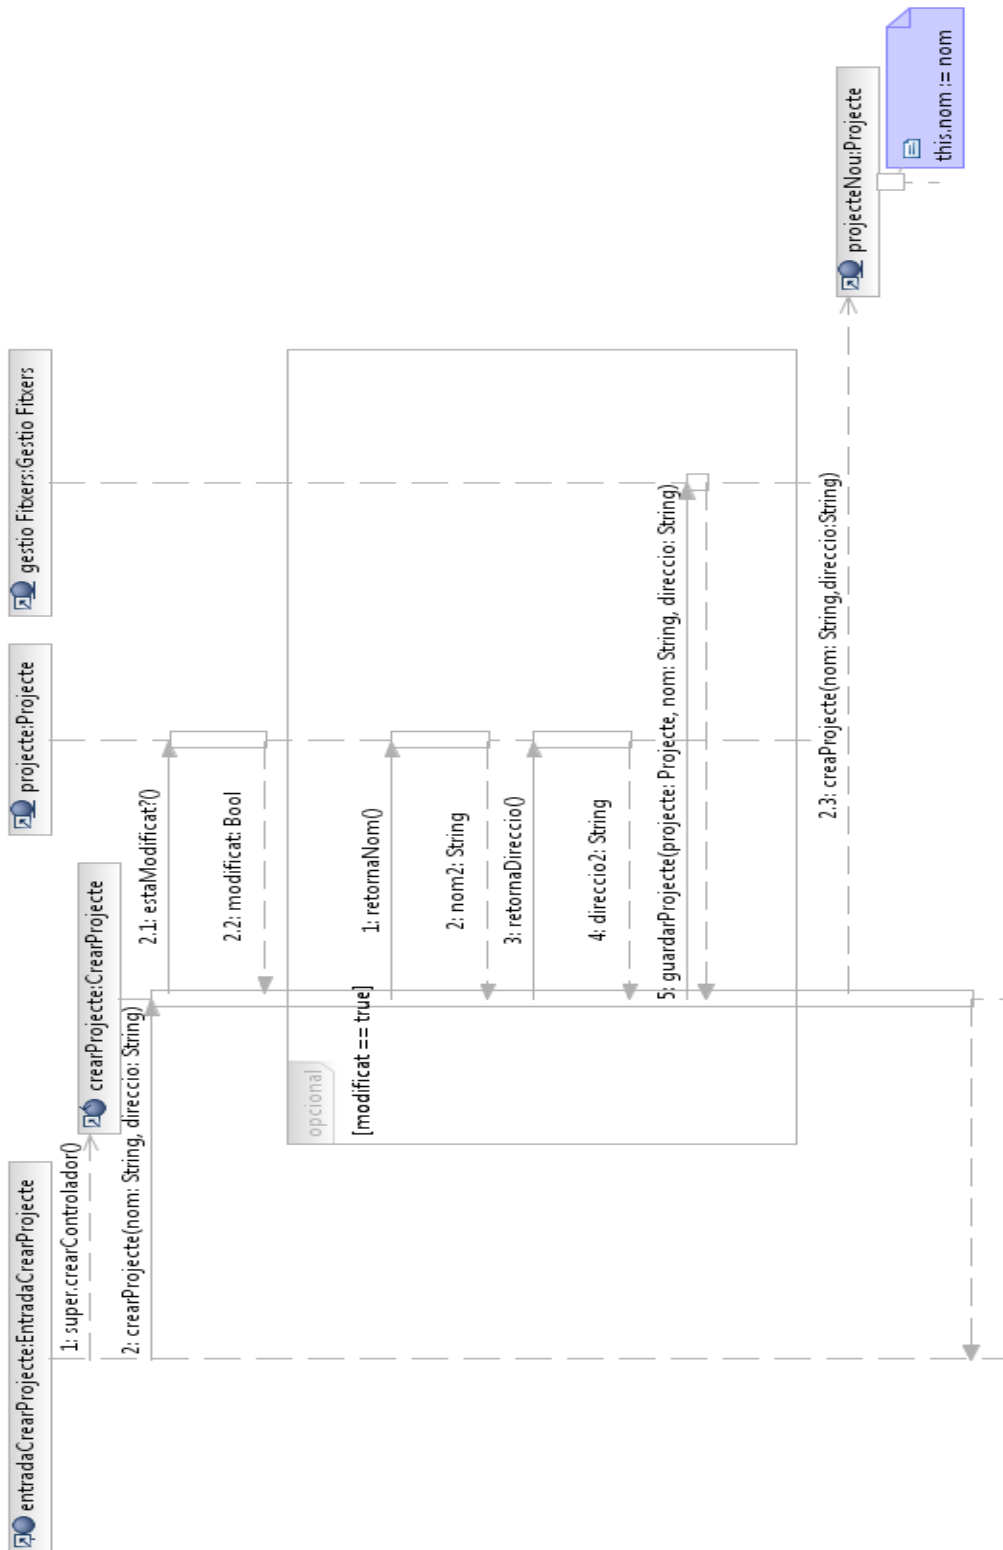 entradaCrearProjecte:EntradaCrearProjecte
projecte:Projecte
gestio Fitxers:Gestio Fitxers
1: super.crearControlador()
crearProjecte:CrearProjecte
2: crearProjecte(nom: String, direccio: String)
2.1: estaModificat?()
2.2: modificat: Bool
opcional
[modificat == true]
1: retornaNom()
2: nom2: String
3: retornaDireccio()
4: direccio2: String
5: guardarProjecte(projecte: Projecte, nom: String, direccio: String)
2.3: creaProjecte(nom: String,direccio:String)
projecteNou:Projecte
this.nom := nom